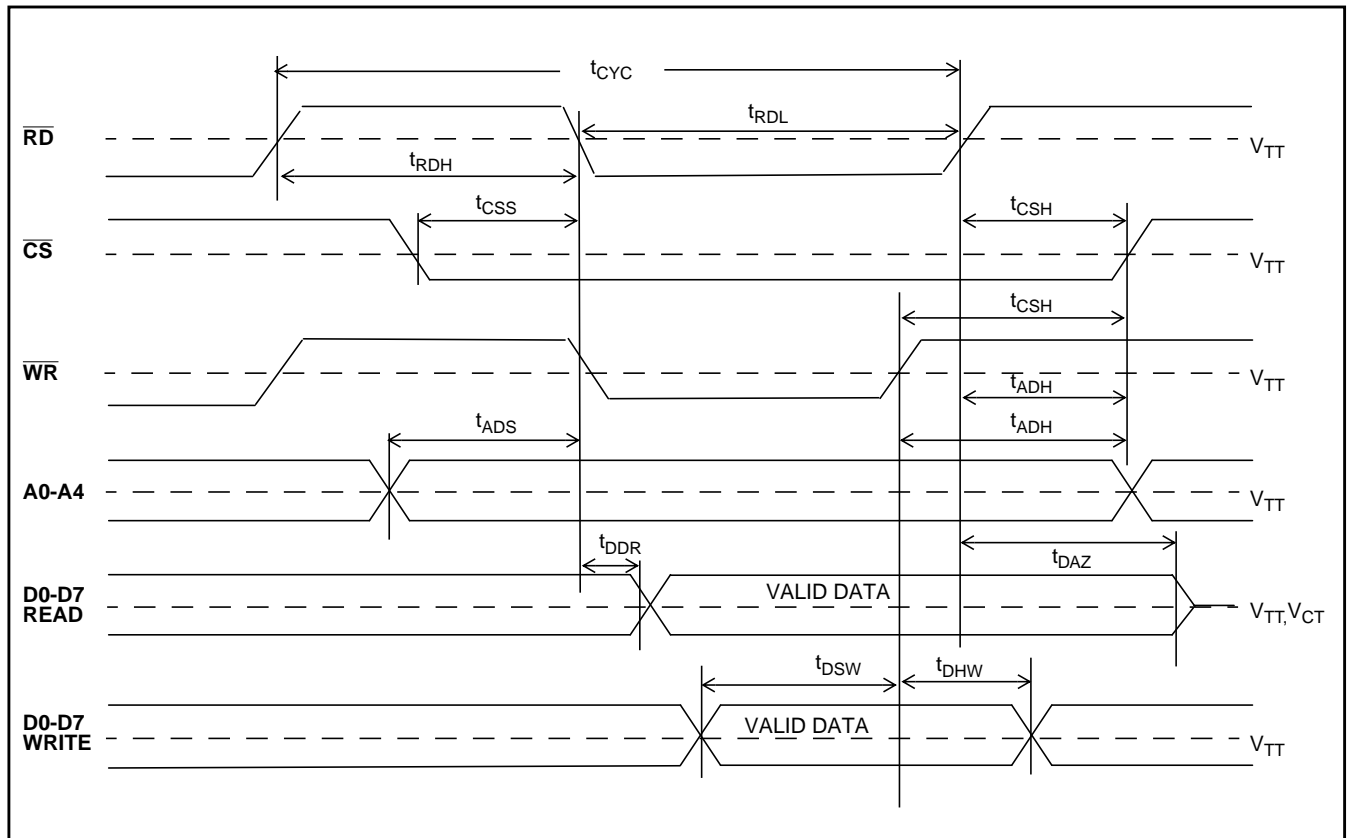 tCYC
tRDL
RD
VTT
tRDH
tCSS
tCSH
CS
VTT
tCSH
WR
VTT
tADH
tADS
tADH
A0-A4
VTT
tDDR
tDAZ
D0-D7
READ
VALID DATA
VTT,VCT
tDSW
tDHW
D0-D7
WRITE
VALID DATA
VTT